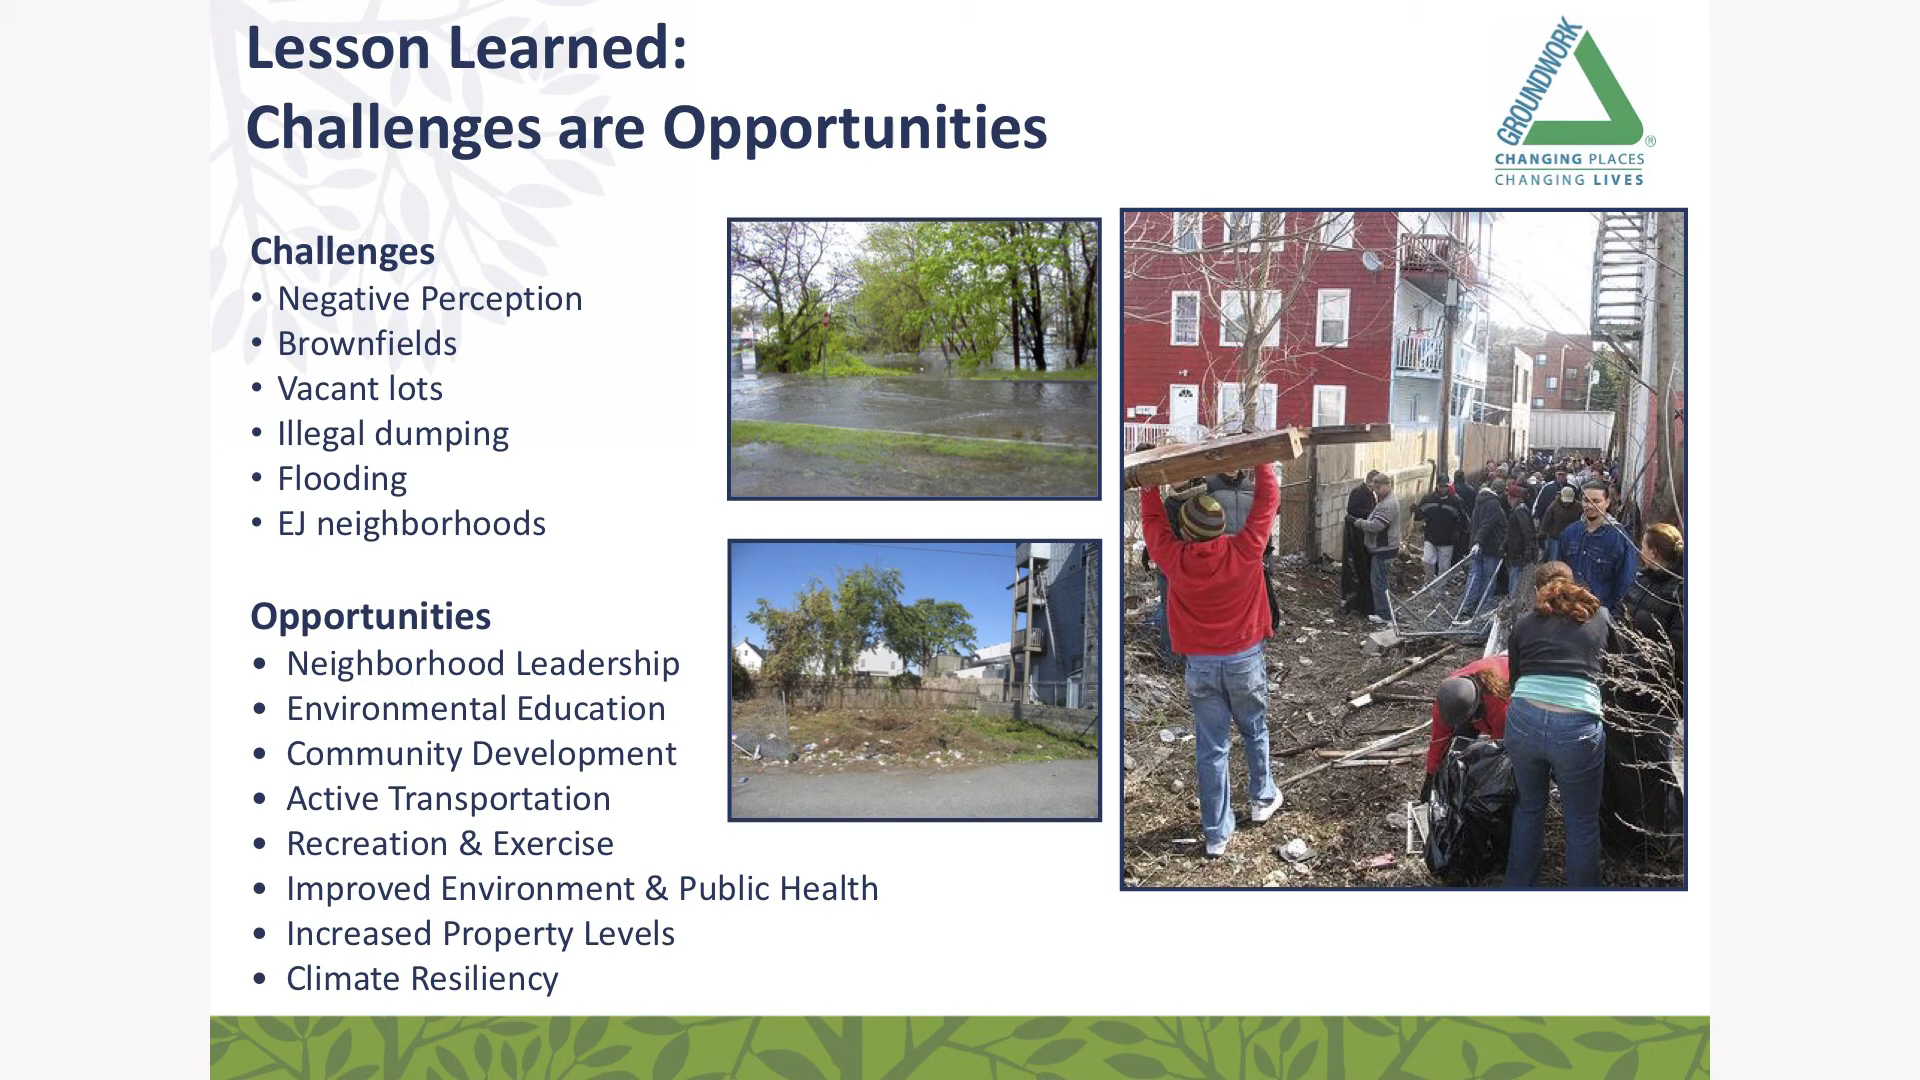 Lesson Learned:
Challenges are Opportunities
GROUNDWORK
®
CHANGING PLACES
CHANGING LIVES
Challenges
• Negative Perception
• Brownfields
• Vacant lots
• Illegal dumping
• Flooding
• EJ neighborhoods
Opportunities
• Neighborhood Leadership
• Environmental Education
• Community Development
• Active Transportation
• Recreation & Exercise
• Improved Environment & Public Health
• Increased Property Levels
• Climate Resiliency